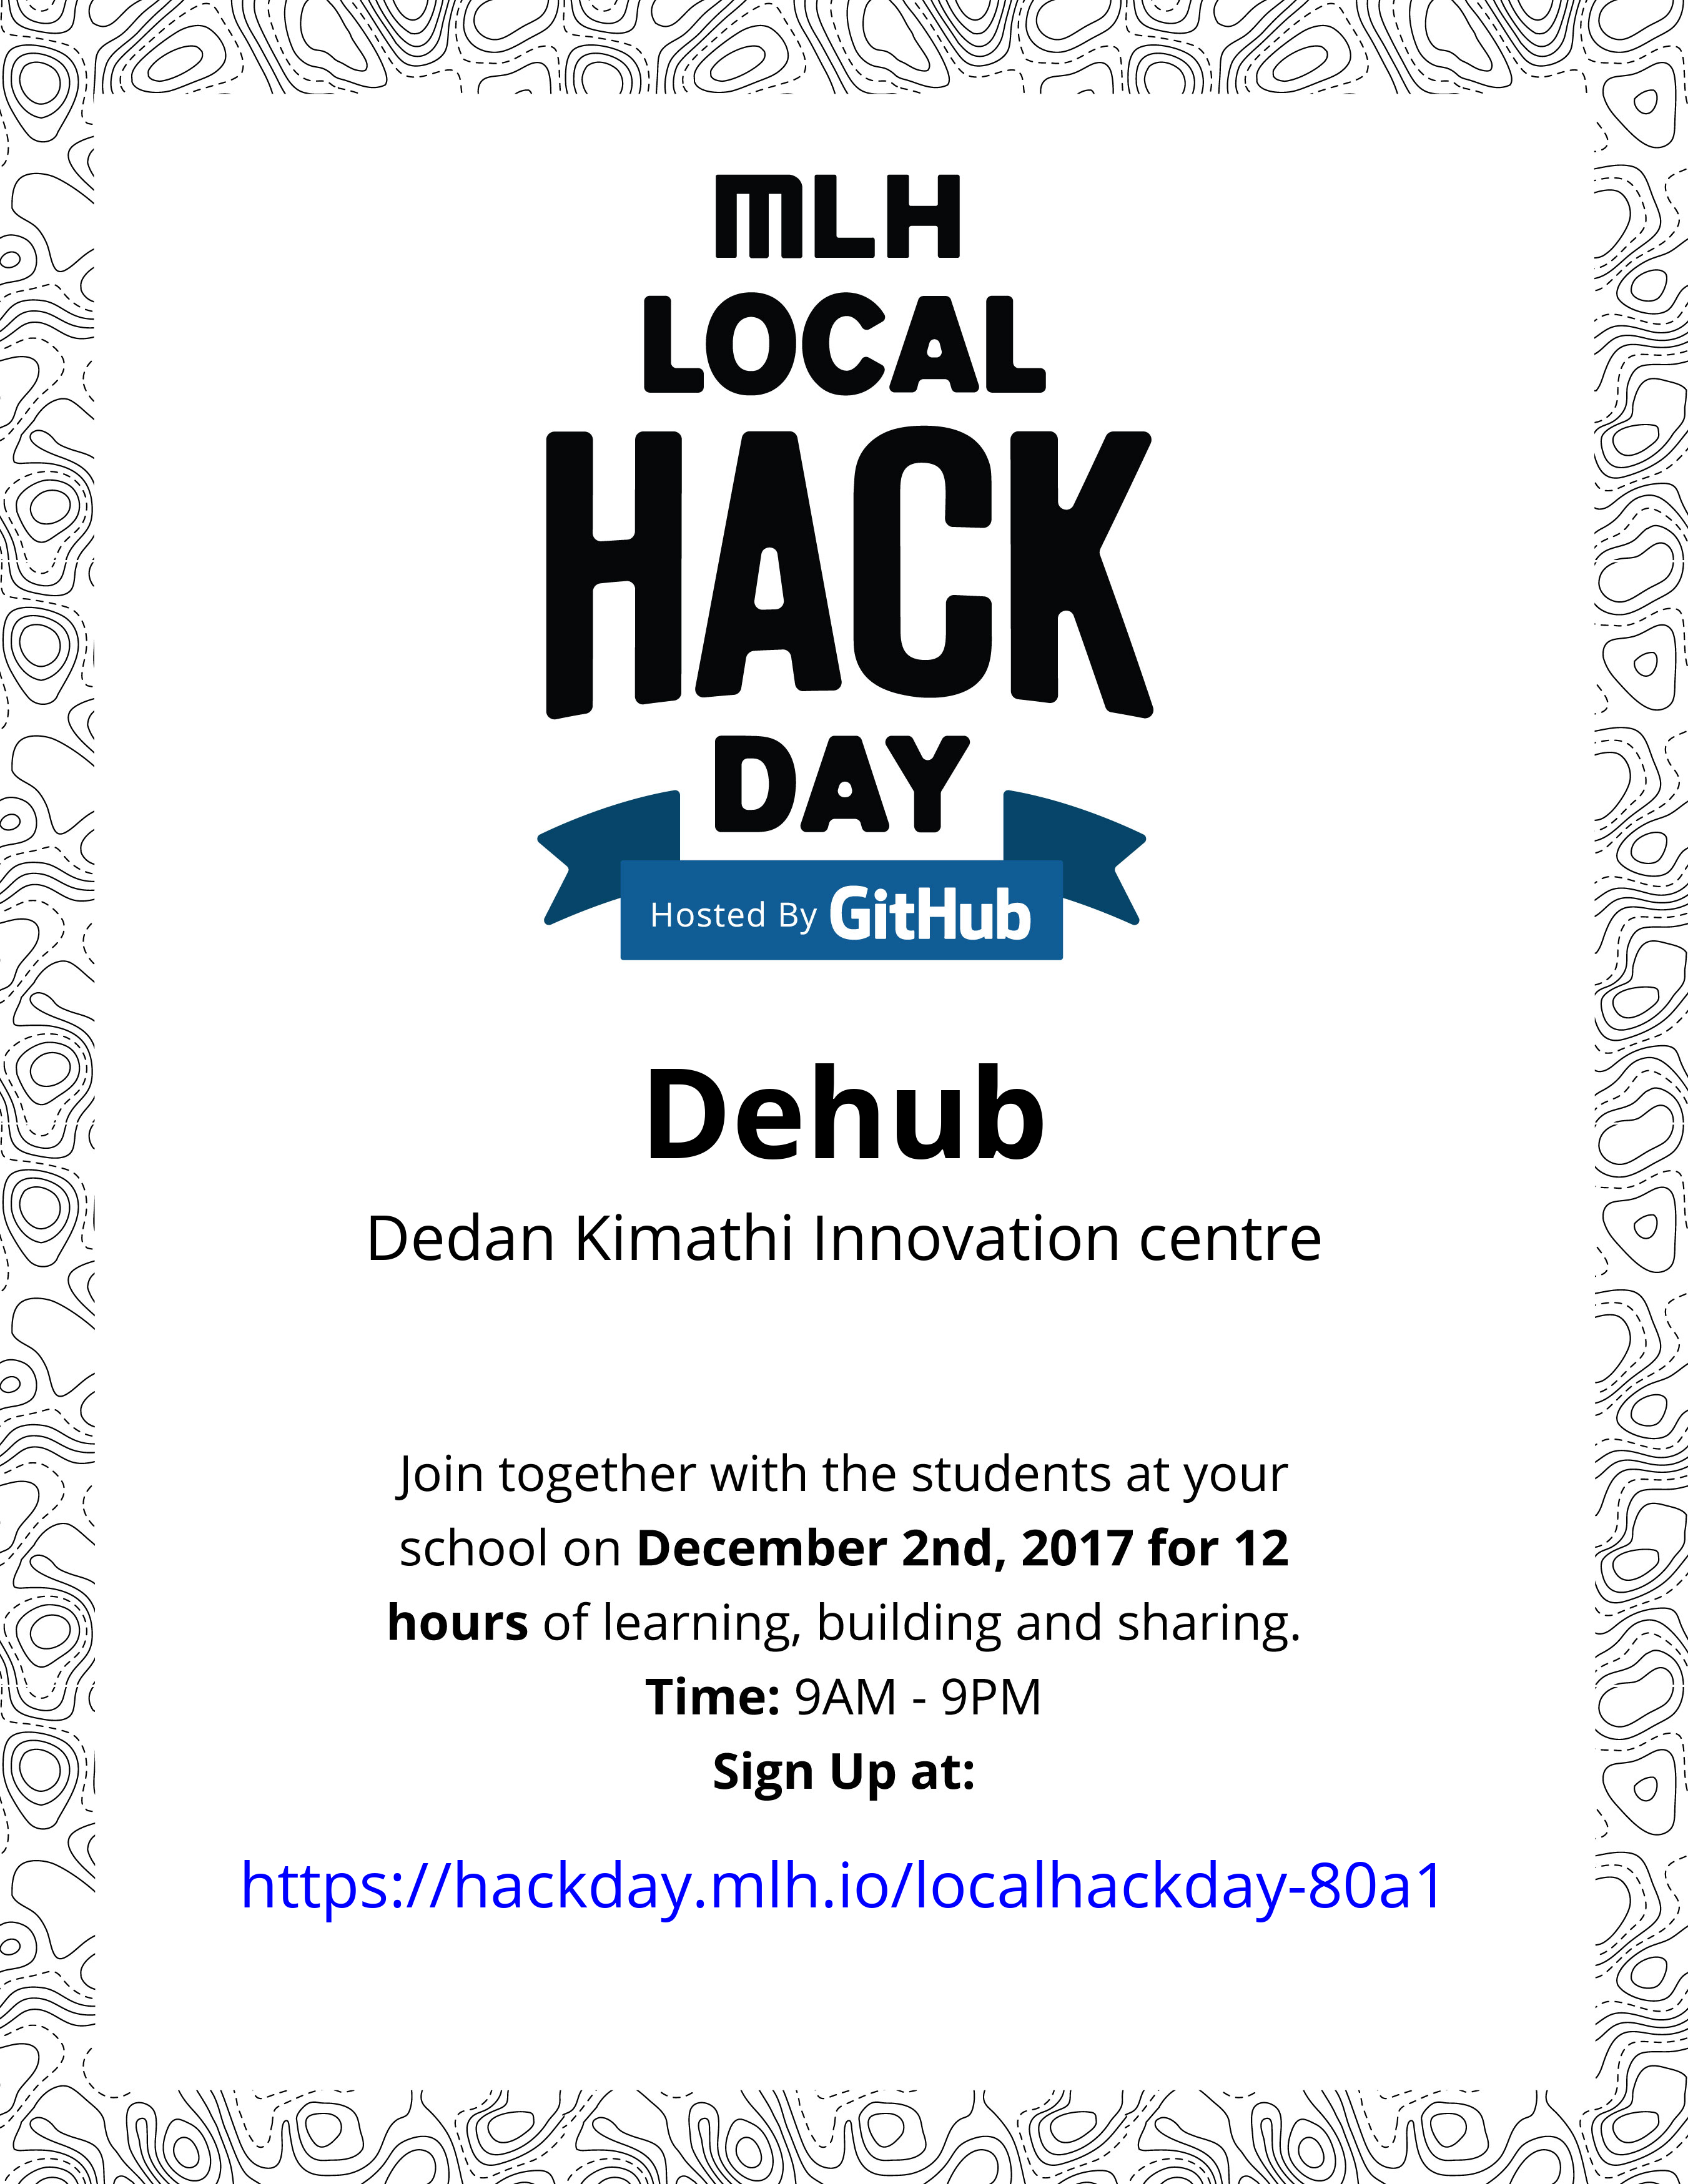 MLH
LOCAL
HACK
DAY
Hosted By GitHub
Dehub
Dedan Kimathi Innovation centre
Join together with the students at your
school on December 2nd, 2017 for 12
hours of learning, building and sharing.
Time: 9AM - 9PM
Sign Up at:
https://hackday.mlh.io/localhackday-80a1